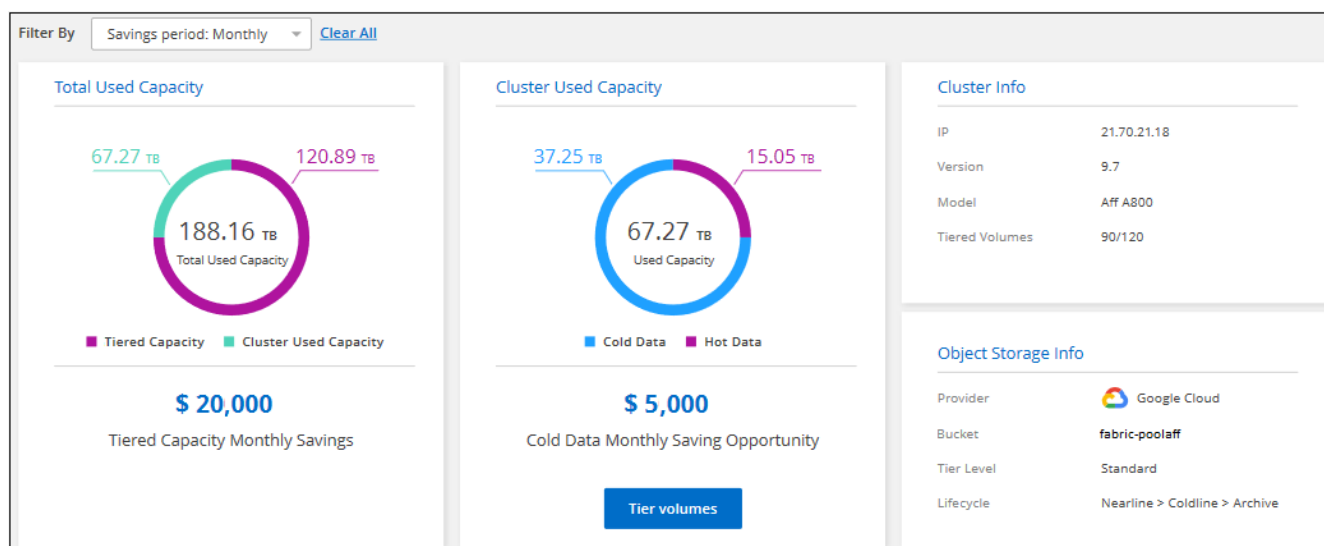 Filter By Savings period: Monthly Clear All
Total Used Capacity
67.27 TB 120.89 TB
188.16 TB
Total Used Capacity
Tiered Capacity Cluster Used Capacity
$ 20,000
Tiered Capacity Monthly Savings
Cluster Used Capacity
37.25 TB 15.05 TB
67.27 TB
Used Capacity
Cold Data Hot Data
$ 5,000
Cold Data Monthly Saving Opportunity
Tier volumes
Cluster Info
IP 21.70.21.18
Version 9.7
Model Aff A800
Tiered Volumes 90/120
Object Storage Info
Provider Google Cloud
Bucket fabric-poolaff
Tier Level Standard
Lifecycle Nearline > Coldline > Archive